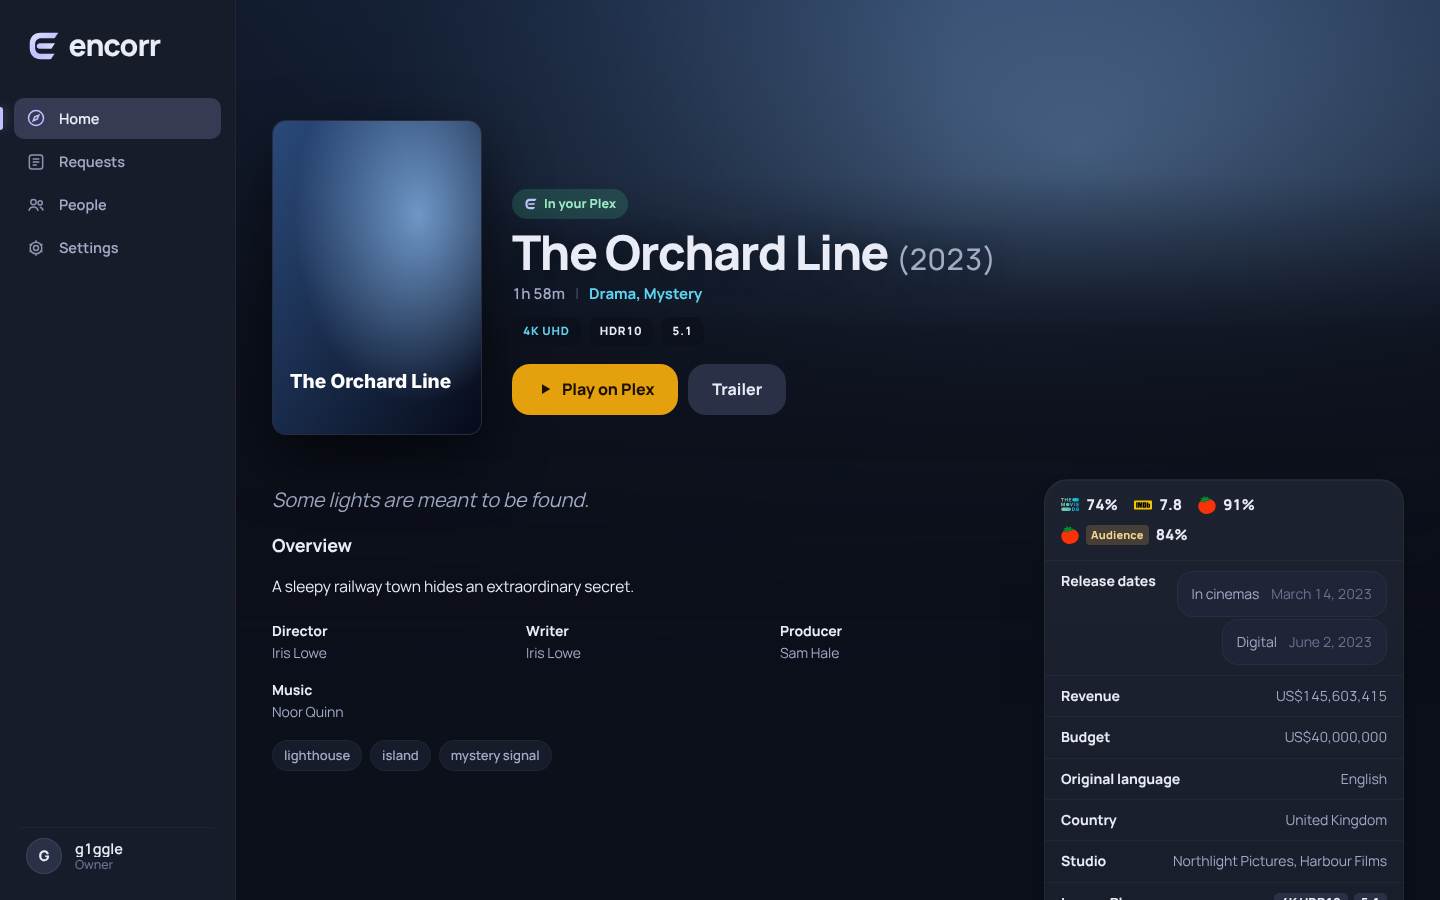 encorr
Home
Requests
People
Settings
g1ggle
Owner
G
The Orchard Line
In your Plex
The Orchard Line (2023)
1h 58m | Drama, Mystery
4K UHD HDR10 5.1
Play on Plex Trailer
Some lights are meant to be found.
Overview
A sleepy railway town hides an extraordinary secret.
Director Writer Producer
Iris Lowe Iris Lowe Sam Hale
Music
Noor Quinn
lighthouse island mystery signal
THE MOVIE DB 74% IMDb 7.8 91%
Audience 84%
Release dates In cinemas March 14, 2023
Digital June 2, 2023
Revenue US$145,603,415
Budget US$40,000,000
Original language English
Country United Kingdom
Studio Northlight Pictures, Harbour Films